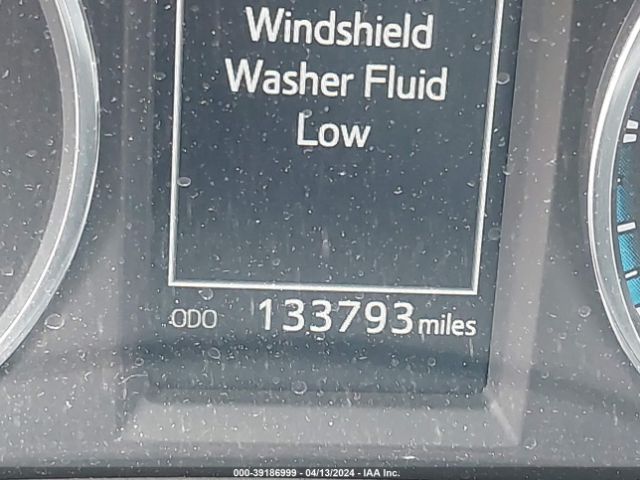 Windshield
Washer Fluid
Low
ODO 133793 miles
000-39186999 - 04/13/2024 - IAA Inc.